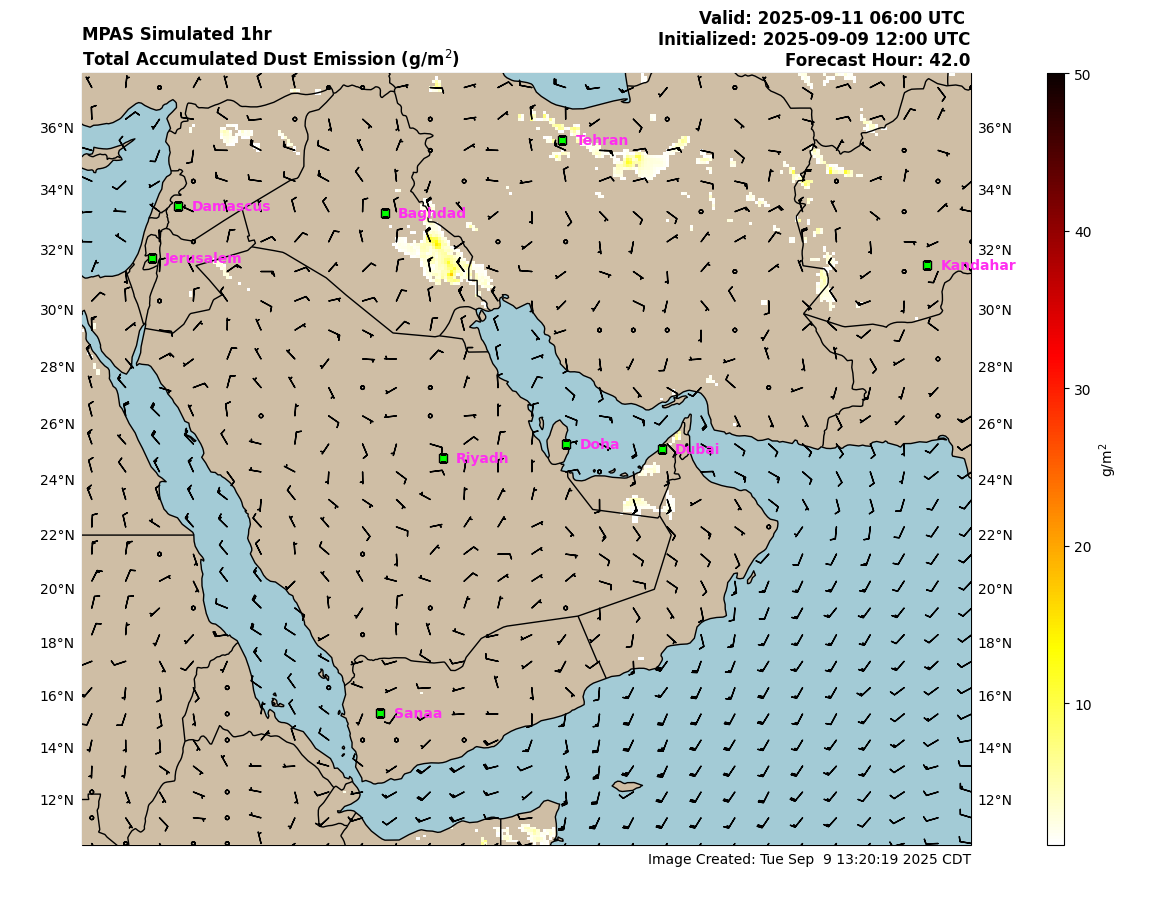 MPAS Simulated 1hr
Total Accumulated Dust Emission (g/m²)
Valid: 2025-09-11 06:00 UTC
Initialized: 2025-09-09 12:00 UTC
Forecast Hour: 42.0
36°N
34°N
32°N
30°N
28°N
26°N
24°N
22°N
20°N
18°N
16°N
14°N
12°N
Tehran
Damascus
Baghdad
Jerusalem
Kandahar
Doha
Dubai
Riyadh
Sanaa
36°N
34°N
32°N
30°N
28°N
26°N
24°N
22°N
20°N
18°N
16°N
14°N
12°N
50
40
30
20
10
g/m²
Image Created: Tue Sep  9 13:20:19 2025 CDT